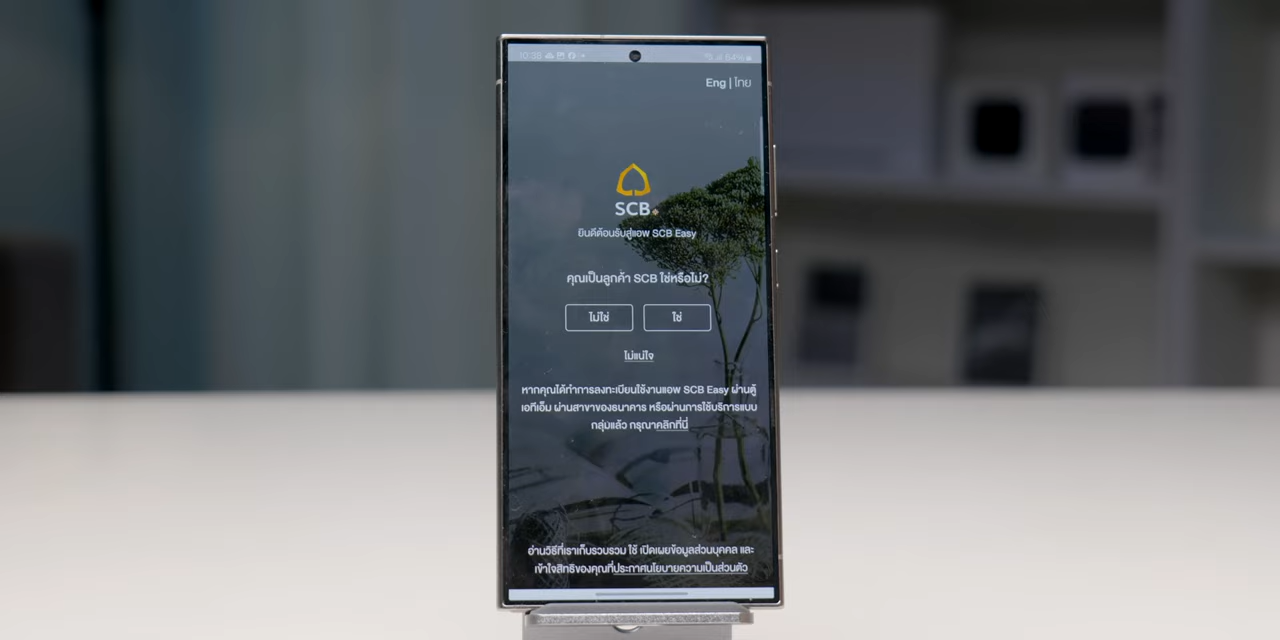 10:35
54%
Eng | ไทย
SCB
ยินดีต้อนรับสู่แอพ SCB Easy
คุณเป็นลูกค้า SCB ใช่หรือไม่?
ไม่ใช่ ใช่
ไม่แน่ใจ
หากคุณได้ทำการลงทะเบียนใช้งานแอพ SCB Easy ผ่านตู้
เอทีเอ็ม ผ่านสาขาของธนาคาร หรือผ่านการใช้บริการแบบ
กลุ่มแล้ว กรุณาคลิกที่นี่
อ่านวิธีที่เราเก็บรวบรวม ใช้ เปิดเผยข้อมูลส่วนบุคคล และ
เข้าใจสิทธิของคุณที่ประกาศนโยบายความเป็นส่วนตัว